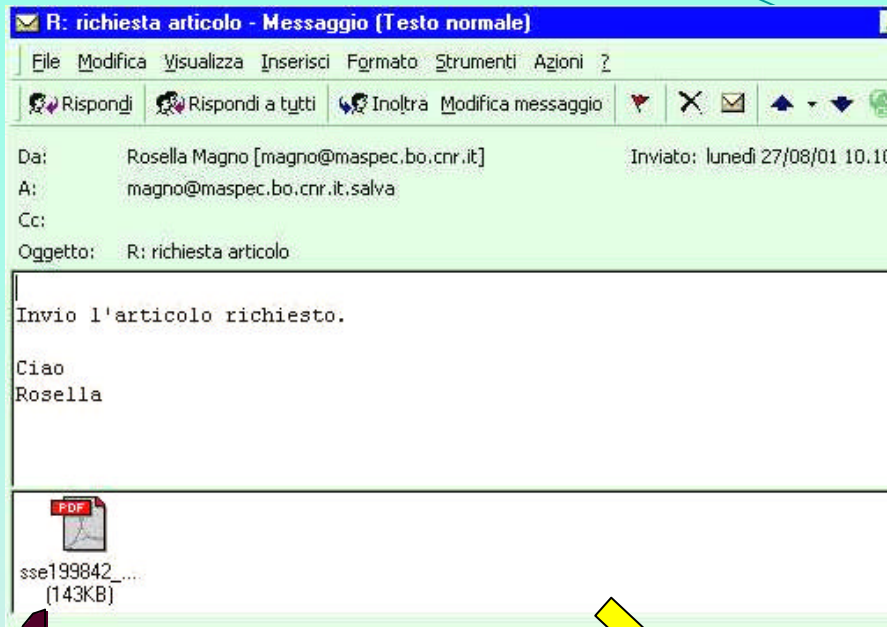 R: richiesta articolo - Messaggio (Testo normale)
File Modifica Visualizza Inserisci Formato Strumenti Azioni ?
Rispondi Rispondi a tutti Inoltra Modifica messaggio
Da: Rosella Magno [magno@maspec.bo.cnr.it] Inviato: lunedì 27/08/01 10.10
A: magno@maspec.bo.cnr.it.salva
Cc:
Oggetto: R: richiesta articolo
Invio l'articolo richiesto.
Ciao
Rosella
PDF
sse199842_...
(143KB)